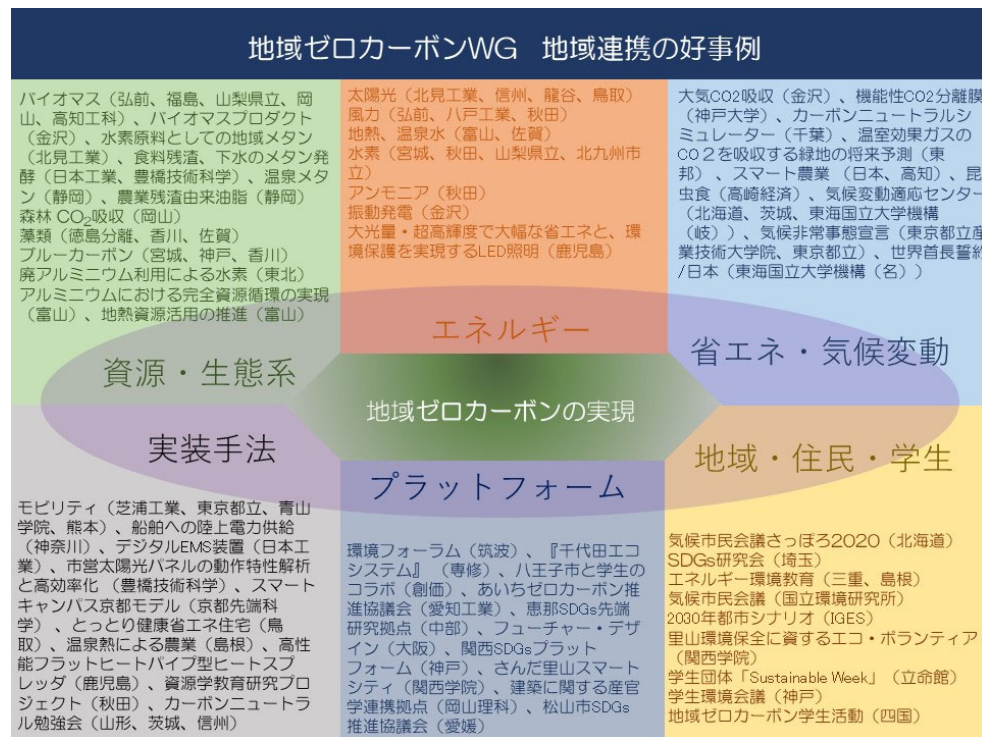 地域ゼロカーボンWG　地域連携の好事例
バイオマス（弘前、福島、山梨県立、岡
山、高知工科）、バイオマスプロダクト
（金沢）、水素原料としての地域メタン
（北見工業）、食料残渣、下水のメタン発
酵（日本工業、豊橋技術科学）、温泉メタ
ン（静岡）、農業残渣由来油脂（静岡）
森林 CO₂吸収（岡山）
藻類（徳島分離、香川、佐賀）
ブルーカーボン（宮城、神戸、香川）
廃アルミニウム利用による水素（東北）
アルミニウムにおける完全資源循環の実現
（富山）、地熱資源活用の推進（富山）
資源・生態系
太陽光（北見工業、信州、龍谷、鳥取）
風力（弘前、八戸工業、秋田）
地熱、温泉水（富山、佐賀）
水素（宮城、秋田、山梨県立、北九州市
立）
アンモニア（秋田）
振動発電（金沢）
大光量・超高輝度で大幅な省エネと、環
境保護を実現するLED照明（鹿児島）
エネルギー
大気CO2吸収（金沢）、機能性CO2分離膜
（神戸大学）、カーボンニュートラルシ
ミュレーター（千葉）、温室効果ガスの
CO２を吸収する緑地の将来予測（東
邦）、スマート農業（日本、高知）、昆
虫食（高崎経済）、気候変動適応センター
（北海道、茨城、東海国立大学機構
（岐））、気候非常事態宣言（東京都立産
業技術大学院、東京都立）、世界首長誓約
/日本（東海国立大学機構（名））
省エネ・気候変動
地域ゼロカーボンの実現
実装手法
モビリティ（芝浦工業、東京都立、青山
学院、熊本）、船舶への陸上電力供給
（神奈川）、デジタルEMS装置（日本工
業）、市営太陽光パネルの動作特性解析
と高効率化（豊橋技術科学）、スマート
キャンパス京都モデル（京都先端科
学）、とっとり健康省エネ住宅（鳥
取）、温泉熱による農業（島根）、高性
能フラットヒートパイプ型ヒートスプ
レッダ（鹿児島）、資源学教育研究プロ
ジェクト（秋田）、カーボンニュートラ
ル勉強会（山形、茨城、信州）
プラットフォーム
環境フォーラム（筑波）、『千代田エコ
システム』（専修）、八王子市と学生の
コラボ（創価）、あいちゼロカーボン推
進協議会（愛知工業）、恵那SDGs先端
研究拠点（中部）、フューチャー・デザ
イン（大阪）、関西SDGsプラット
フォーム（神戸）、さんだ里山スマート
シティ（関西学院）、建築に関する産官
学連携拠点（岡山理科）、松山市SDGs
推進協議会（愛媛）
地域・住民・学生
気候市民会議さっぽろ2020（北海道）
SDGs研究会（埼玉）
エネルギー環境教育（三重、島根）
気候市民会議（国立環境研究所）
2030年都市シナリオ（IGES）
里山環境保全に資するエコ・ボランティア
（関西学院）
学生団体「Sustainable Week」（立命館）
学生環境会議（神戸）
地域ゼロカーボン学生活動（四国）